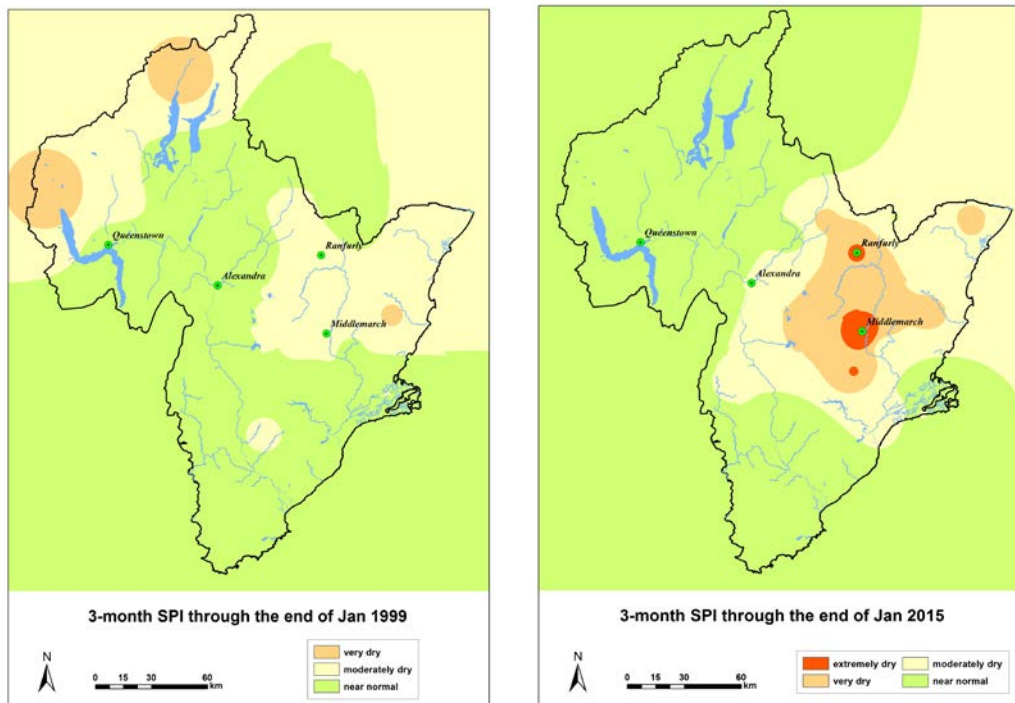 Queenstown
Ranfurly
Alexandra
Middlemarch
3-month SPI through the end of Jan 1999
N
0 15 30 60
km
very dry
moderately dry
near normal
Queenstown
Ranfurly
Alexandra
Middlemarch
3-month SPI through the end of Jan 2015
N
0 15 30 60
km
extremely dry
very dry
moderately dry
near normal